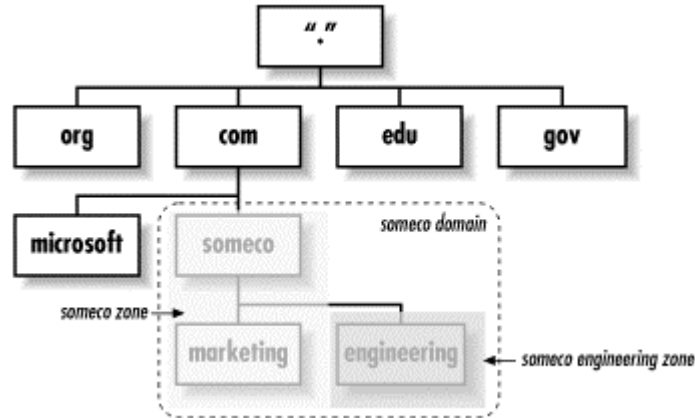 “.”
org
com
edu
gov
microsoft
someco
someco domain
someco zone
marketing
engineering
someco engineering zone